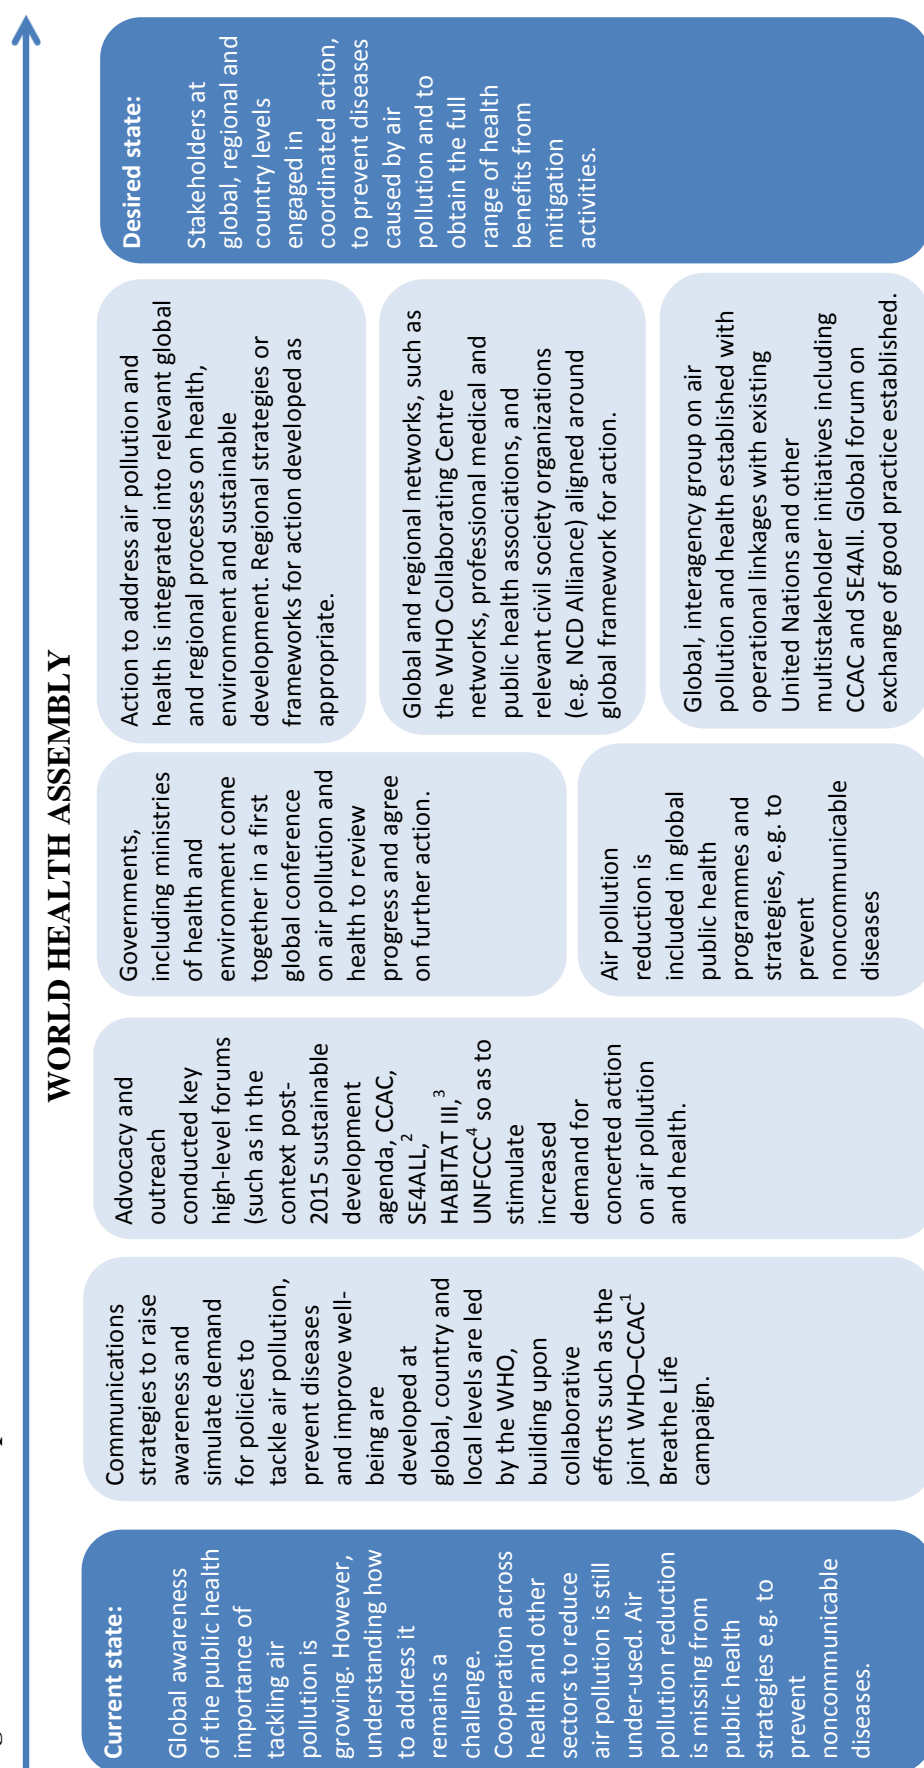 WORLD HEALTH ASSEMBLY
Current state:
Global awareness
of the public health
importance of
tackling air
pollution is
growing. However,
understanding how
to address it
remains a
challenge.
Cooperation across
health and other
sectors to reduce
air pollution is still
under-used. Air
pollution reduction
is missing from
public health
strategies e.g. to
prevent
noncommunicable
diseases.
Communications
strategies to raise
awareness and
simulate demand
for policies to
tackle air pollution,
prevent diseases
and improve well-
being are
developed at
global, country and
local levels are led
by the WHO,
building upon
collaborative
efforts such as the
joint WHO–CCAC¹
Breathe Life
campaign.
Advocacy and
outreach
conducted key
high-level forums
(such as in the
context post-
2015 sustainable
development
agenda, CCAC,
SE4ALL,²
HABITAT III,³
UNFCCC⁴ so as to
stimulate
increased
demand for
concerted action
on air pollution
and health.
Governments,
including ministries
of health and
environment come
together in a first
global conference
on air pollution and
health to review
progress and agree
on further action.
Air pollution
reduction is
included in global
public health
programmes and
strategies, e.g. to
prevent
noncommunicable
diseases
Action to address air pollution and
health is integrated into relevant global
and regional processes on health,
environment and sustainable
development. Regional strategies or
frameworks for action developed as
appropriate.
Global and regional networks, such as
the WHO Collaborating Centre
networks, professional medical and
public health associations, and
relevant civil society organizations
(e.g. NCD Alliance) aligned around
global framework for action.
Global, interagency group on air
pollution and health established with
operational linkages with existing
United Nations and other
multistakeholder initiatives including
CCAC and SE4All. Global forum on
exchange of good practice established.
Desired state:
Stakeholders at
global, regional and
country levels
engaged in
coordinated action,
to prevent diseases
caused by air
pollution and to
obtain the full
range of health
benefits from
mitigation
activities.